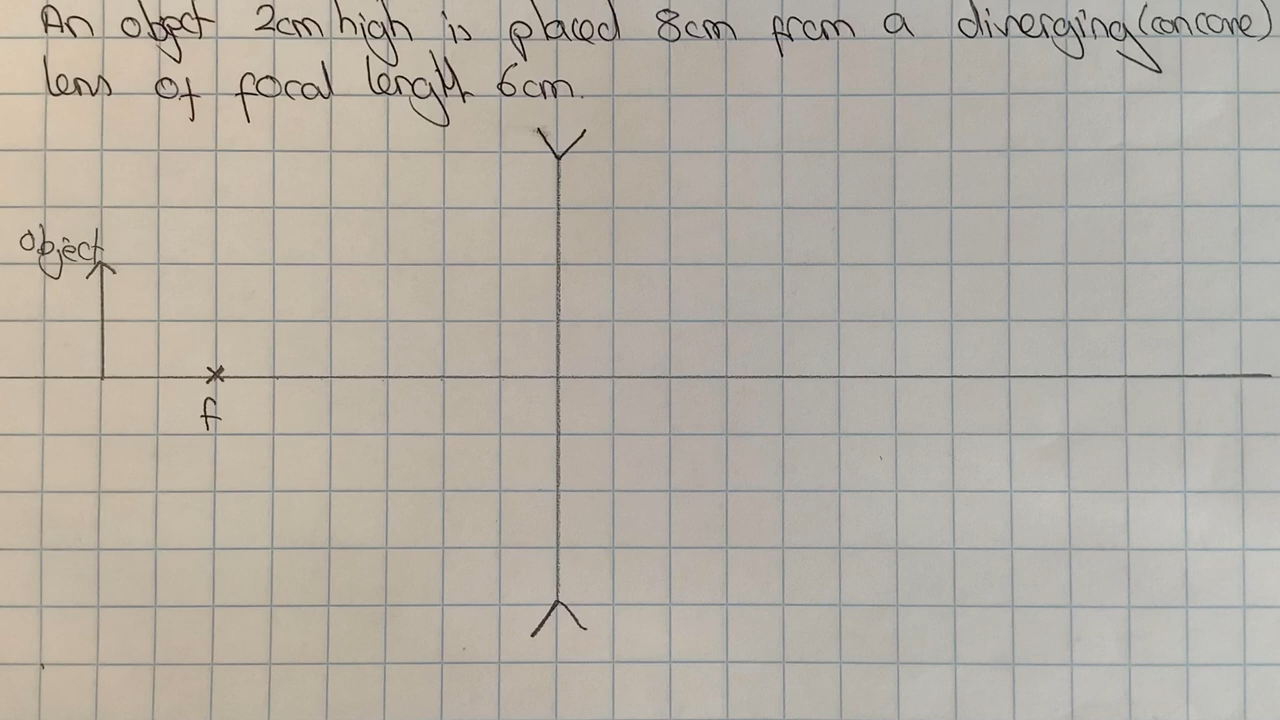 An object 2cm high is placed 8cm from a diverging (concave)
lens of focal length 6cm.
object
f